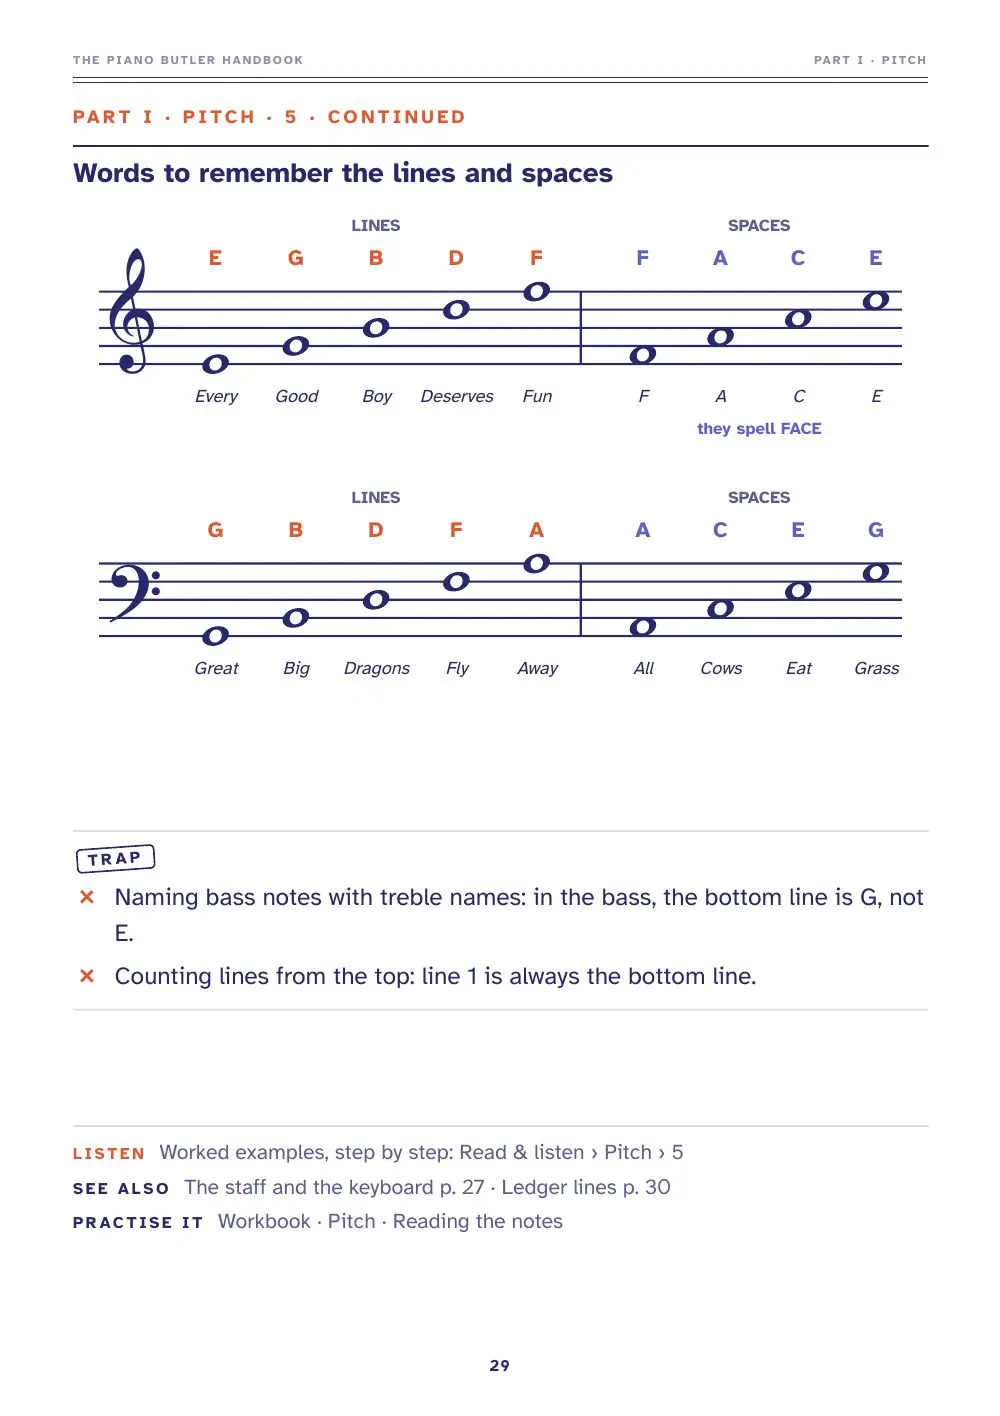 THE PIANO BUTLER HANDBOOK
PART I · PITCH
PART I · PITCH · 5 · CONTINUED
Words to remember the lines and spaces
LINES SPACES
E G B D F F A C E
Every Good Boy Deserves Fun F A C E
they spell FACE
LINES SPACES
G B D F A A C E G
Great Big Dragons Fly Away All Cows Eat Grass
TRAP
× Naming bass notes with treble names: in the bass, the bottom line is G, not
E.
× Counting lines from the top: line 1 is always the bottom line.
LISTEN Worked examples, step by step: Read & listen › Pitch › 5
SEE ALSO The staff and the keyboard p. 27 · Ledger lines p. 30
PRACTISE IT Workbook · Pitch · Reading the notes
29